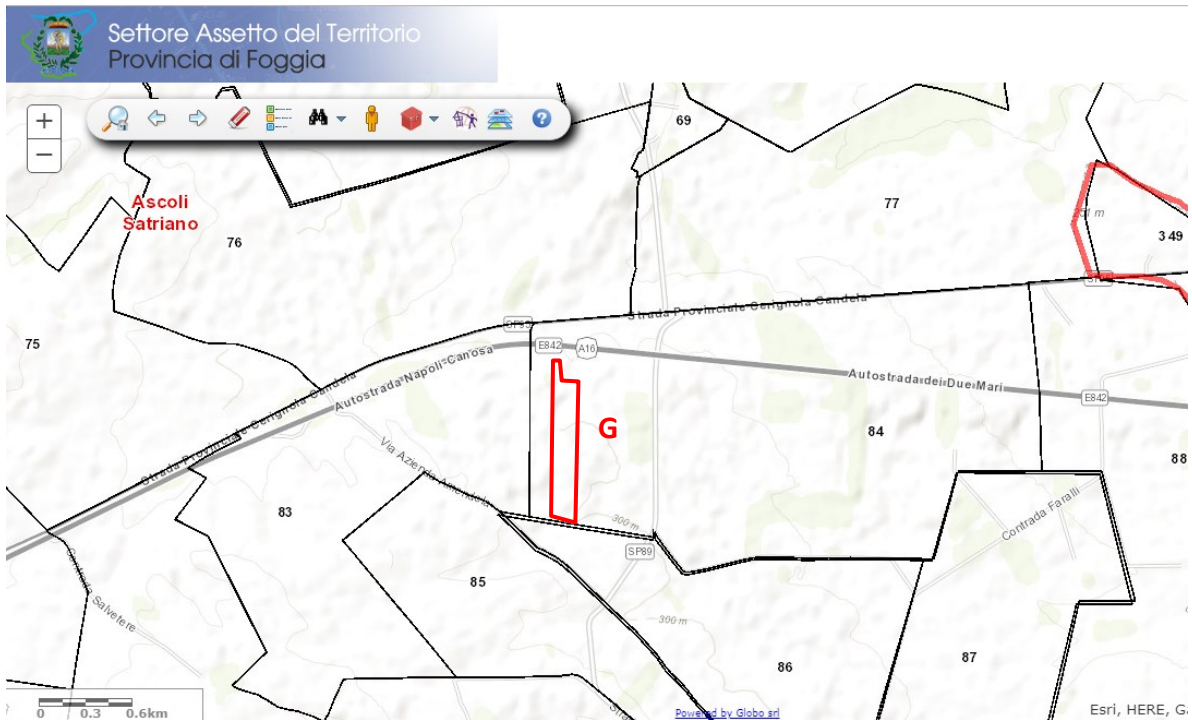 Settore Assetto del Territorio
Provincia di Foggia
+
−
69
77
Ascoli
Satriano
76
251 m
349
Strada Provinciale Cerignola Candela
SP95
75
E842
A16
Autostrada Napoli-Canosa
Autostrada dei Due Mari
E842
Strada Provinciale Cerignola Candela
G
84
Via Azienda
88
83
300 m
Contrada Faralli
SP89
85
Contrada Salvetere
300 m
86
87
0 0.3 0.6km
Powered by Globo srl
Esri, HERE,